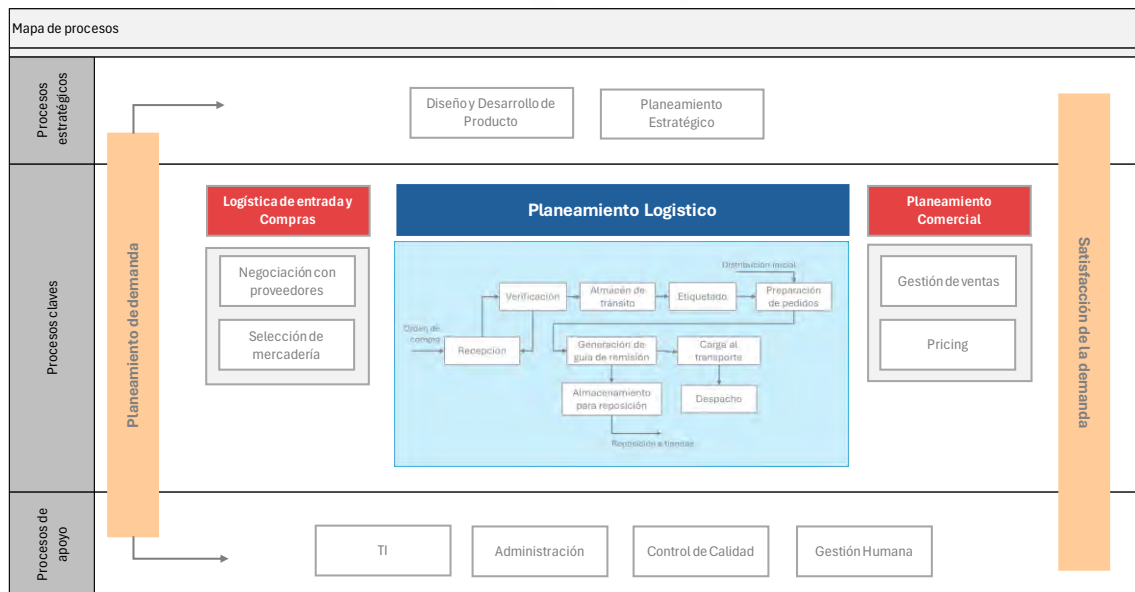 Mapa de procesos
Procesos
estratégicos
Diseño y Desarrollo de
Producto
Planeamiento
Estratégico
Procesos claves
Planeamiento de demanda
Logística de entrada y
Compras
Negociación con
proveedores
Selección de
mercadería
Planeamiento Logistico
Distribución inicial
Verificación
Almacén de
tránsito
Etiquetado
Preparación
de pedidos
Orden de
compra
Recepción
Generación de
guía de remisión
Carga al
transporte
Almacenamiento
para reposición
Despacho
Reposición a tiendas
Planeamiento
Comercial
Gestión de ventas
Pricing
Satisfacción de la demanda
Procesos de
apoyo
TI
Administración
Control de Calidad
Gestión Humana